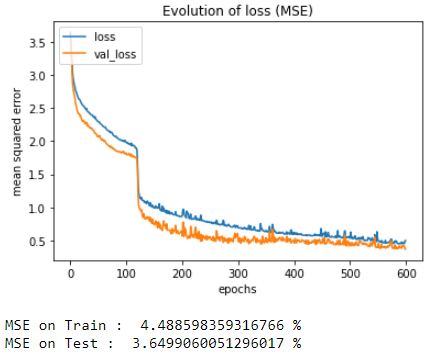 Evolution of loss (MSE)
loss
val_loss
mean squared error
3.5
3.0
2.5
2.0
1.5
1.0
0.5
0 100 200 300 400 500 600
epochs
MSE on Train :  4.488598359316766 %
MSE on Test :  3.6499060051296017 %